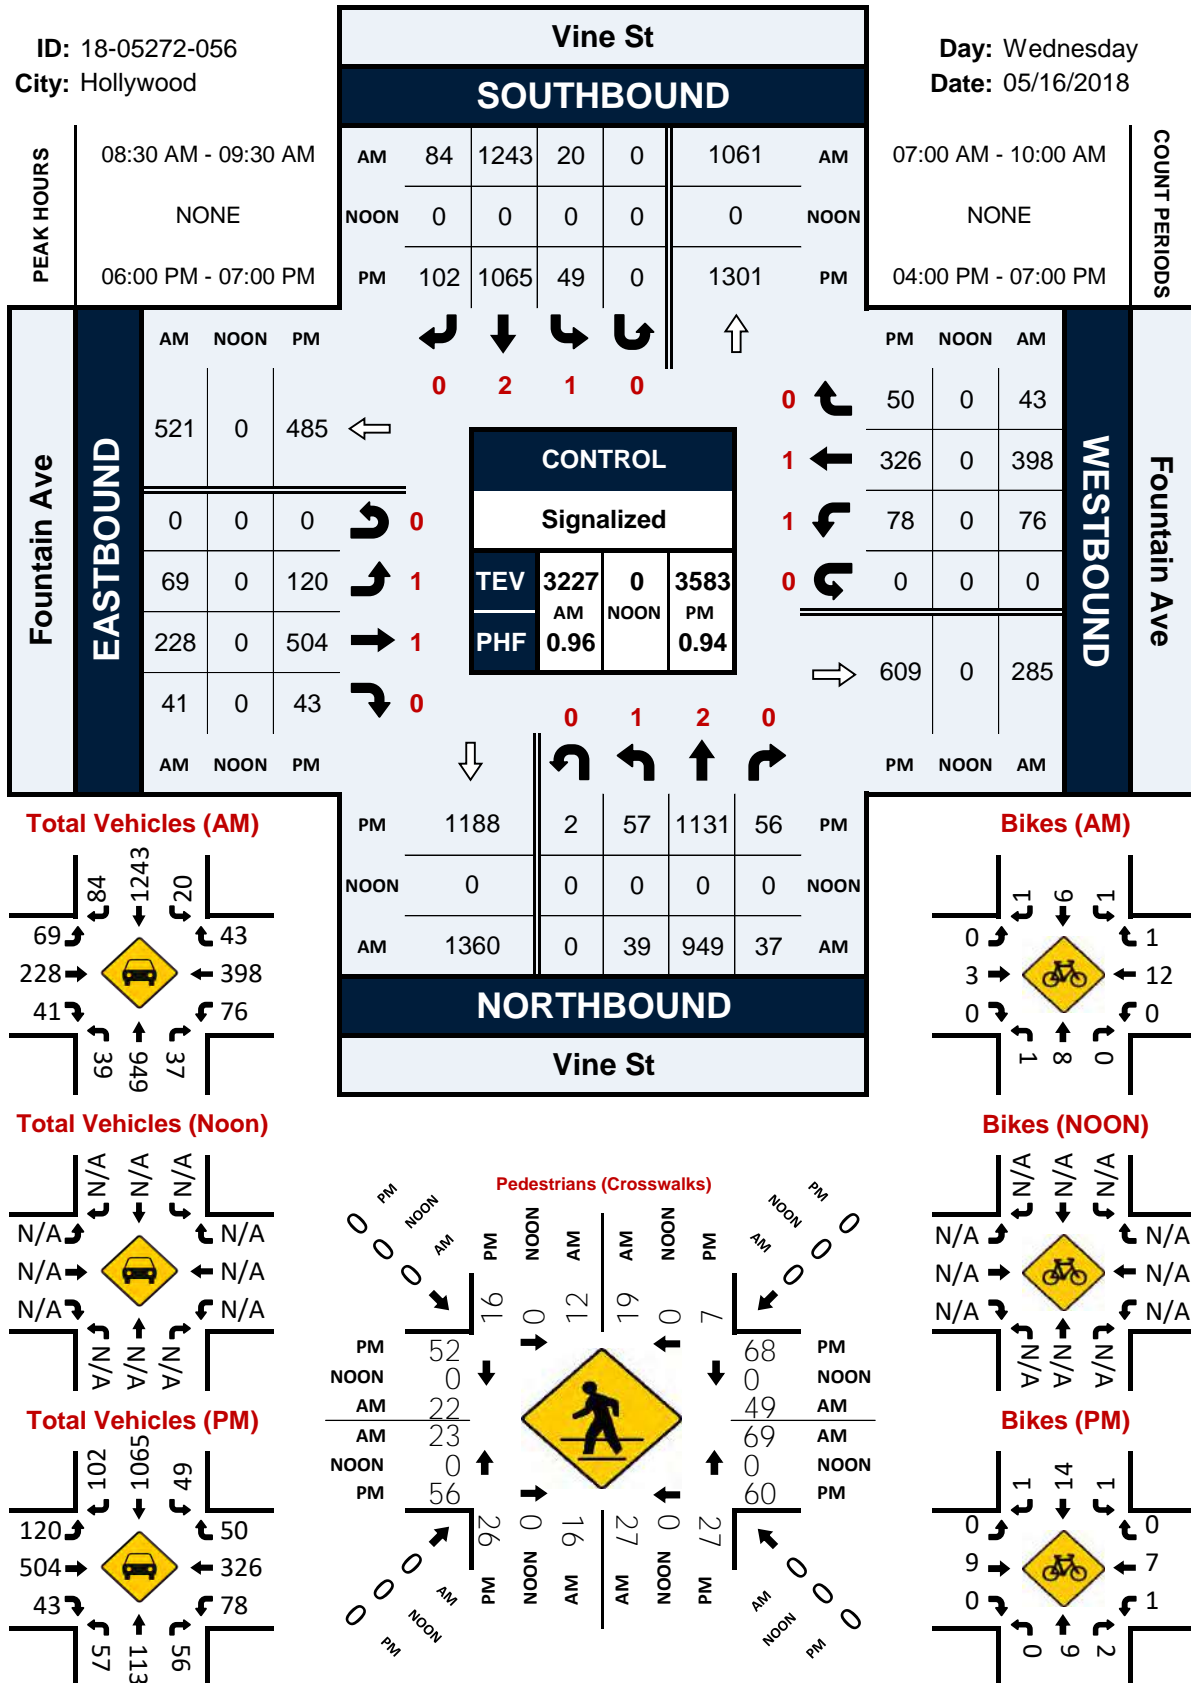 Vine St
ID: 18-05272-056
Day: Wednesday
City: Hollywood
SOUTHBOUND
Date: 05/16/2018
PEAK HOURS
08:30 AM - 09:30 AM
AM 84 1243 20 0 1061 AM
07:00 AM - 10:00 AM
COUNT PERIODS
NONE
NOON 0 0 0 0 0 NOON
NONE
06:00 PM - 07:00 PM
PM 102 1065 49 0 1301 PM
04:00 PM - 07:00 PM
0 2 1 0
Fountain Ave
EASTBOUND
AM NOON PM
521 0 485
0 0 0 0
69 0 120 1
228 0 504 1
41 0 43 0
AM NOON PM
CONTROL
Signalized
TEV 3227 0 3583
AM NOON PM
PHF 0.96 0.94
PM NOON AM
0 50 0 43
1 326 0 398
1 78 0 76
0 0 0 0
609 0 285
PM NOON AM
WESTBOUND
Fountain Ave
0 1 2 0
PM 1188 2 57 1131 56 PM
NOON 0 0 0 0 0 NOON
AM 1360 0 39 949 37 AM
NORTHBOUND
Vine St
Total Vehicles (AM)
84 1243 20
69 43
228 398
41 76
39 949 37
Bikes (AM)
1 6 1
0 1
3 12
0 0
1 8 0
Total Vehicles (Noon)
N/A N/A N/A
N/A N/A
N/A N/A
N/A N/A
N/A N/A N/A
Pedestrians (Crosswalks)
PM NOON AM
0 0 0
PM NOON AM AM NOON PM
16 0 12 19 0 7
PM NOON AM
0 0 0
PM 52 68 PM
NOON 0 0 NOON
AM 22 49 AM
AM 23 69 AM
NOON 0 0 NOON
PM 56 60 PM
26 0 16 27 0 27
PM NOON AM AM NOON PM
0 0 0
AM NOON PM
0 0 0
AM NOON PM
Bikes (NOON)
N/A N/A N/A
N/A N/A
N/A N/A
N/A N/A
N/A N/A N/A
Total Vehicles (PM)
102 1065 49
120 50
504 326
43 78
57 113 56
Bikes (PM)
1 14 1
0 0
9 7
0 1
0 9 2